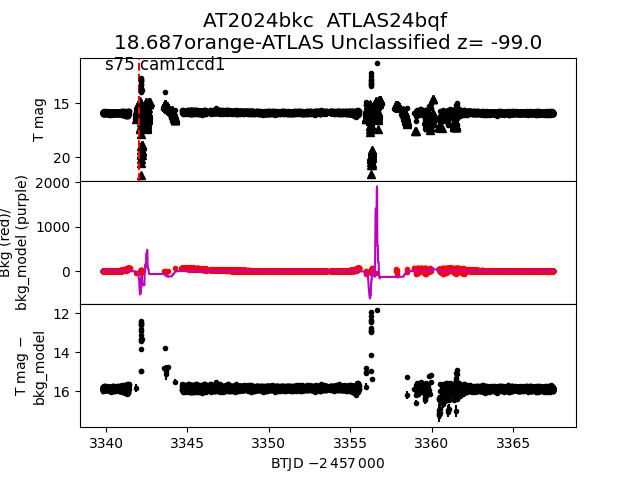 AT2024bkc  ATLAS24bqf
18.687orange-ATLAS Unclassified z= -99.0
s75 cam1ccd1
T mag
15
20
Bkg (red)/
bkg_model (purple)
2000
1000
0
T mag −
bkg_model
12
14
16
3340
3345
3350
3355
3360
3365
BTJD −2 457 000